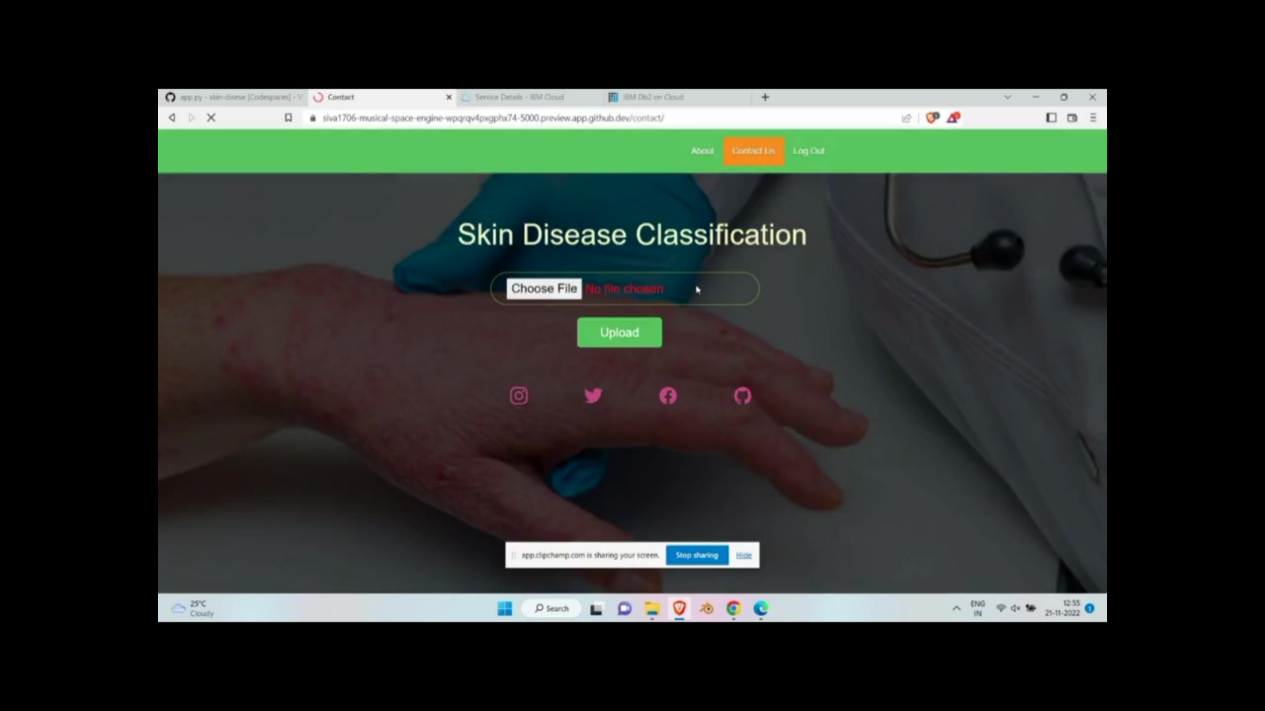 app.py - skin-disese [Codespaces] - V
Contact
Service Details - IBM Cloud
IBM Db2 on Cloud
siva1706-musical-space-engine-wpqrqv4pxgphx74-5000.preview.app.github.dev/contact/
About
Contact Us
Log Out
Skin Disease Classification
Choose File No file chosen
Upload
app.clipchamp.com is sharing your screen.
Stop sharing
Hide
25°C
Cloudy
Search
ENG
IN
12:55
21-11-2022
1